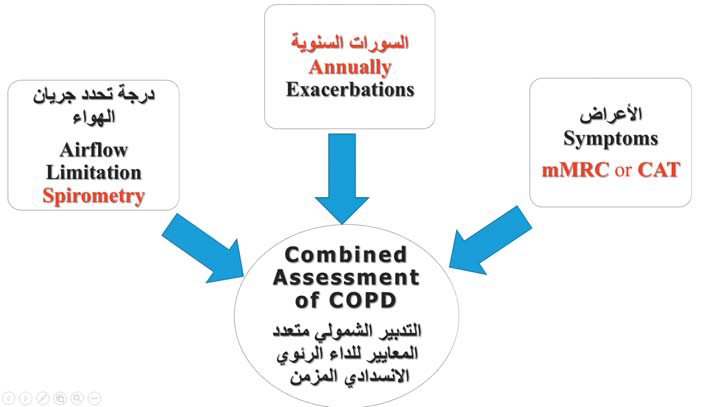 درجة تحدد جريان
الهواء
Airflow
Limitation
Spirometry
السورات السنوية
Annually
Exacerbations
الأعراض
Symptoms
mMRC or CAT
Combined
Assessment
of COPD
التدبير الشمولي متعدد
المعايير للداء الرئوي
الانسدادي المزمن